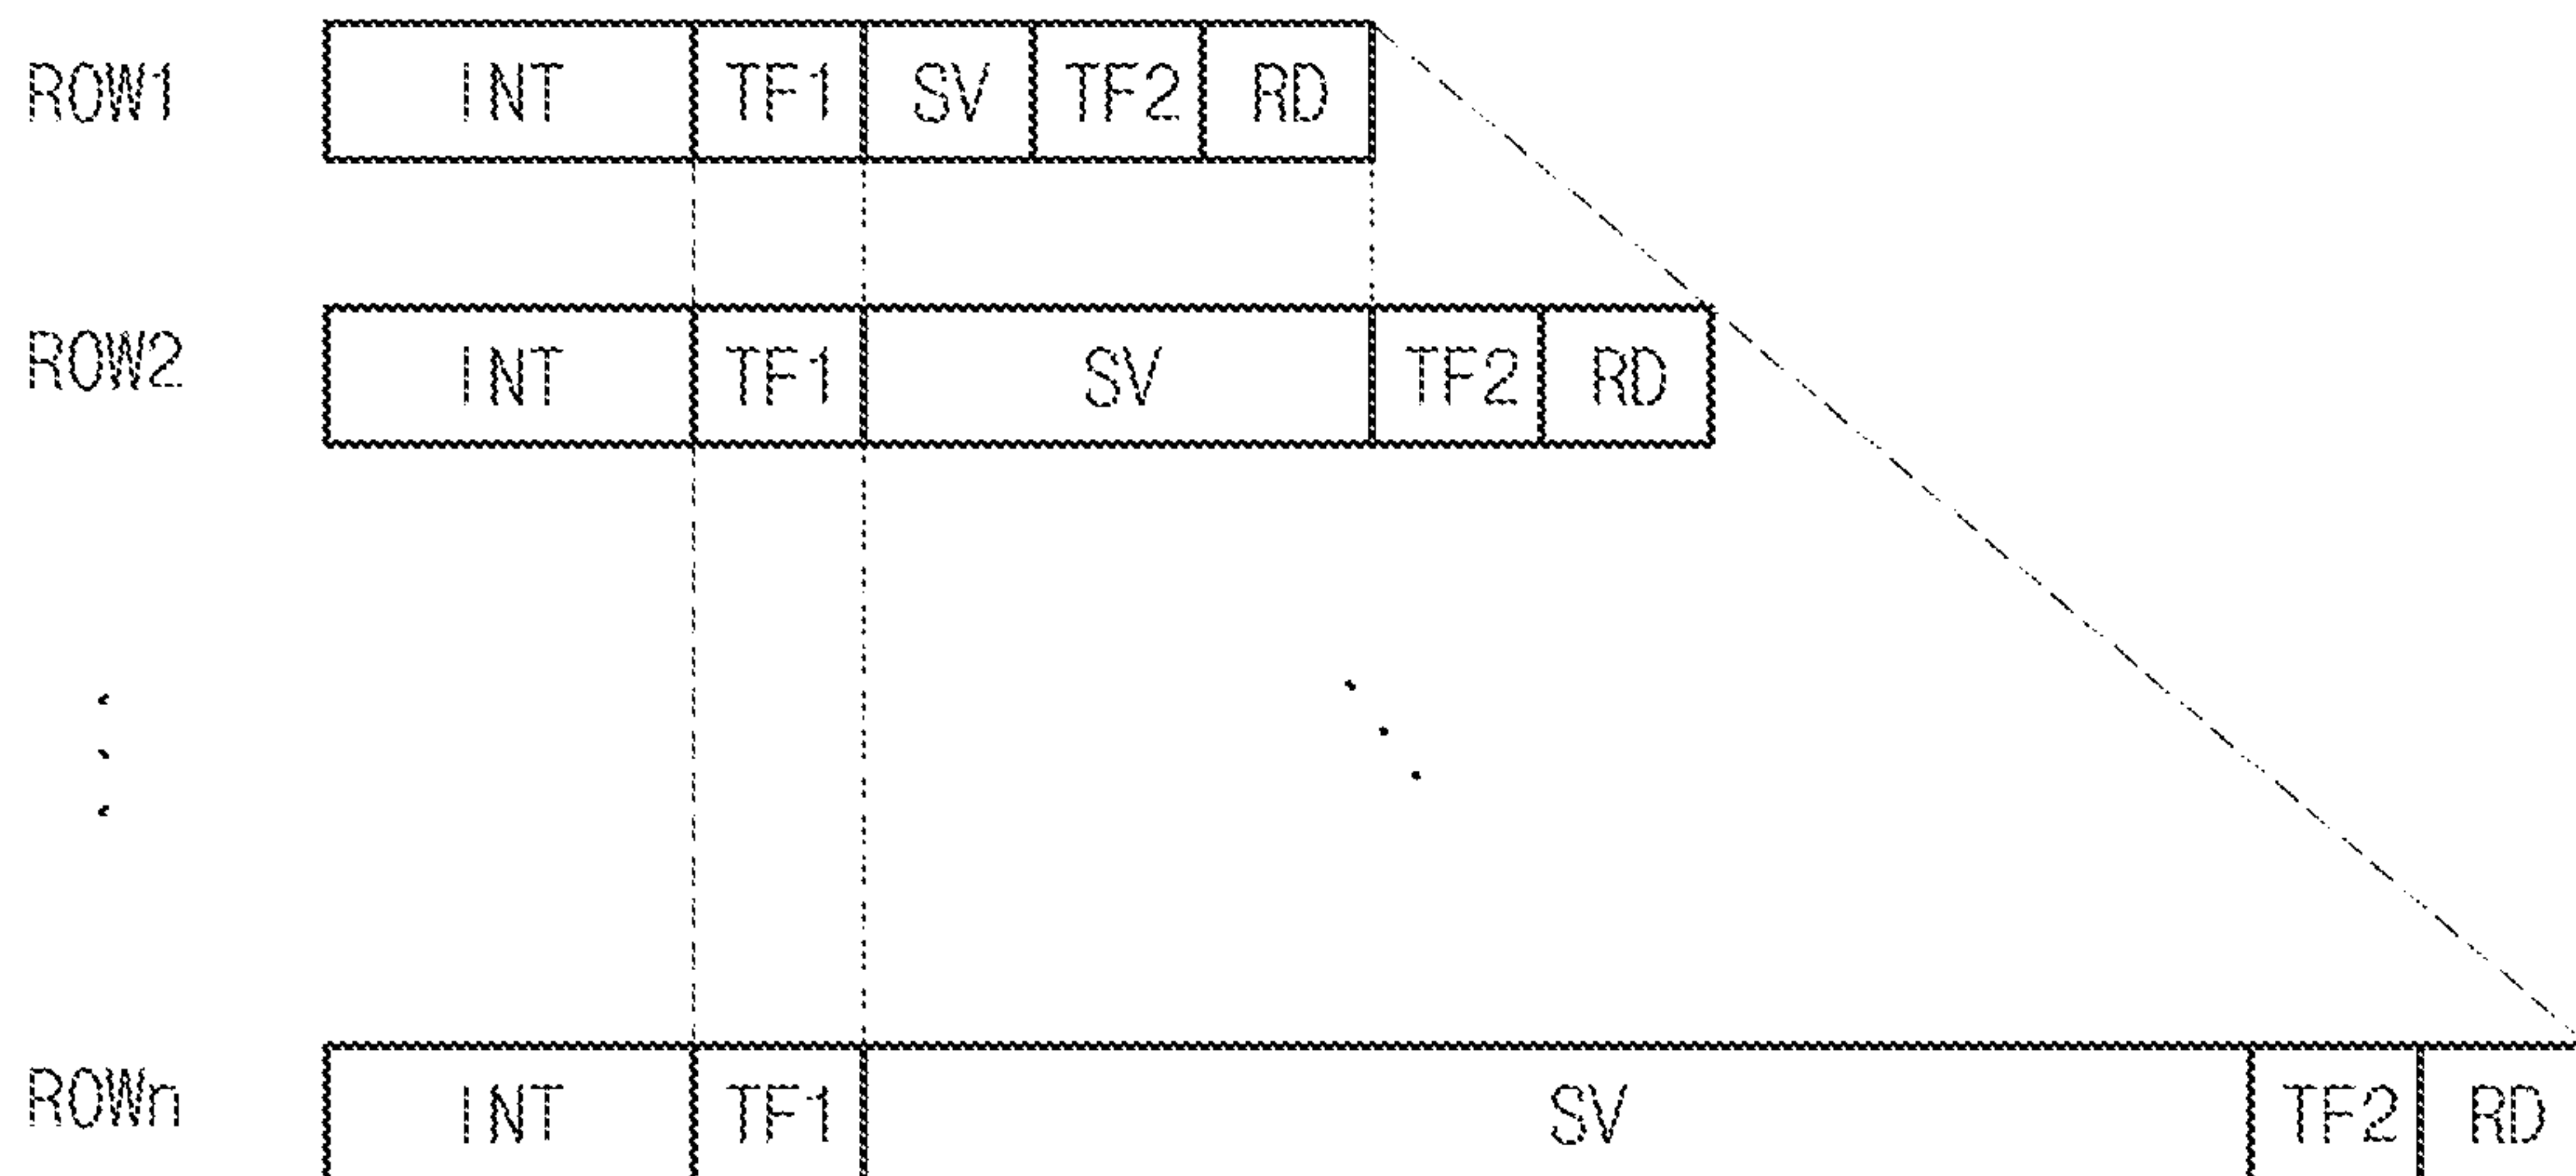 ROW1 INT TF1 SV TF2 RD
ROW2 INT TF1 SV TF2 RD
ROWn INT TF1 SV TF2 RD